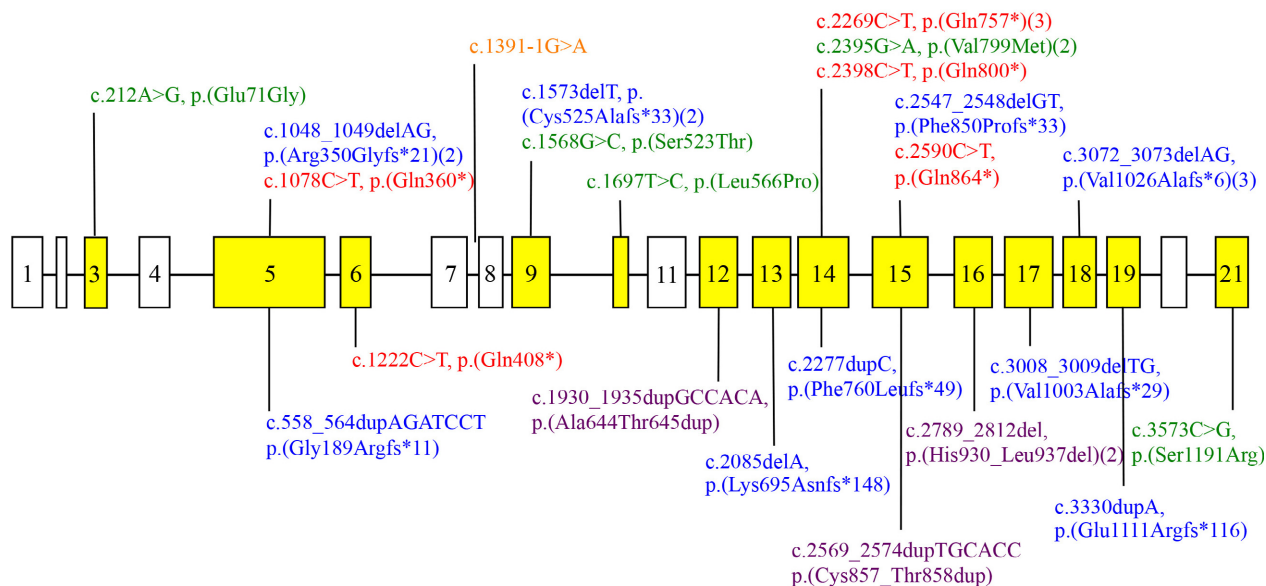 c.2269C>T, p.(Gln757*)(3)
c.1391-1G>A
c.2395G>A, p.(Val799Met)(2)
c.2398C>T, p.(Gln800*)
c.212A>G, p.(Glu71Gly)
c.1573delT, p.
(Cys525Alafs*33)(2)
c.1568G>C, p.(Ser523Thr)
c.2547_2548delGT,
p.(Phe850Profs*33)
c.2590C>T,
p.(Gln864*)
c.1048_1049delAG,
p.(Arg350Glyfs*21)(2)
c.1078C>T, p.(Gln360*)
c.3072_3073delAG,
p.(Val1026Alafs*6)(3)
c.1697T>C, p.(Leu566Pro)
1 3 4 5 6 7 8 9 11 12 13 14 15 16 17 18 19 21
c.1222C>T, p.(Gln408*)
c.2277dupC,
p.(Phe760Leufs*49)
c.3008_3009delTG,
p.(Val1003Alafs*29)
c.1930_1935dupGCCACA,
p.(Ala644Thr645dup)
c.558_564dupAGATCCT
p.(Gly189Argfs*11)
c.2789_2812del,
p.(His930_Leu937del)(2)
c.3573C>G,
p.(Ser1191Arg)
c.2085delA,
p.(Lys695Asnfs*148)
c.3330dupA,
p.(Glu1111Argfs*116)
c.2569_2574dupTGCACC
p.(Cys857_Thr858dup)